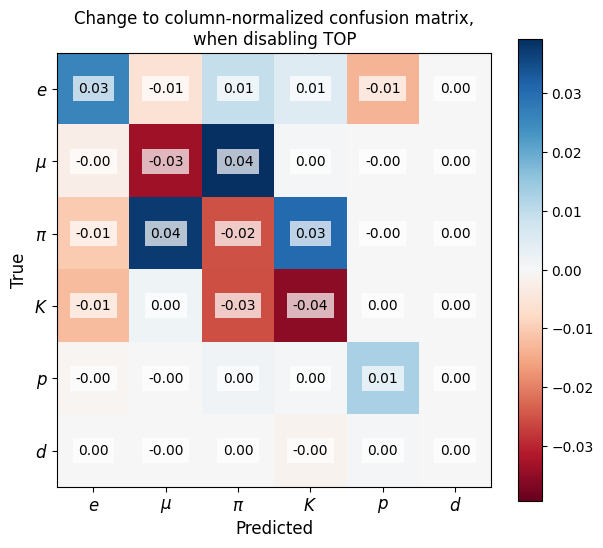 Change to column-normalized confusion matrix,
when disabling TOP
e 0.03 -0.01 0.01 0.01 -0.01 0.00
μ -0.00 -0.03 0.04 0.00 -0.00 0.00
π -0.01 0.04 -0.02 0.03 -0.00 0.00
K -0.01 0.00 -0.03 -0.04 0.00 0.00
p -0.00 -0.00 0.00 0.00 0.01 0.00
d 0.00 -0.00 0.00 -0.00 0.00 0.00
e μ π K p d
Predicted
True
0.03
0.02
0.01
0.00
−0.01
−0.02
−0.03